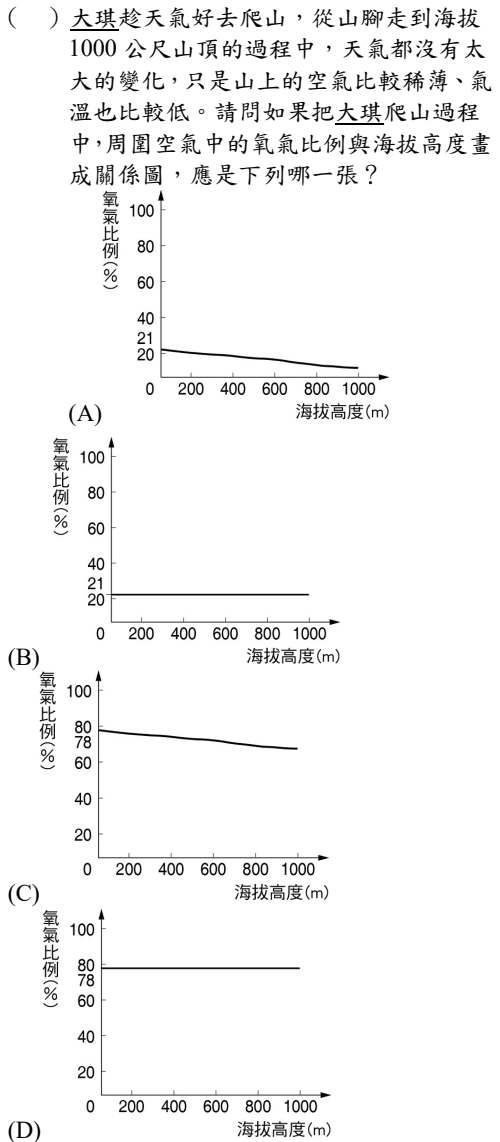 （　　）大琪趁天氣好去爬山，從山腳走到海拔
1000 公尺山頂的過程中，天氣都沒有太
大的變化，只是山上的空氣比較稀薄、氣
溫也比較低。請問如果把大琪爬山過程
中，周圍空氣中的氧氣比例與海拔高度畫
成關係圖，應是下列哪一張？
氧氣比例(%)
100
80
60
40
21
20
0 200 400 600 800 1000
海拔高度(m)
(A)
氧氣比例(%)
100
80
60
40
21
20
0 200 400 600 800 1000
海拔高度(m)
(B)
氧氣比例(%)
100
80
78
60
40
20
0 200 400 600 800 1000
海拔高度(m)
(C)
氧氣比例(%)
100
80
78
60
40
20
0 200 400 600 800 1000
海拔高度(m)
(D)